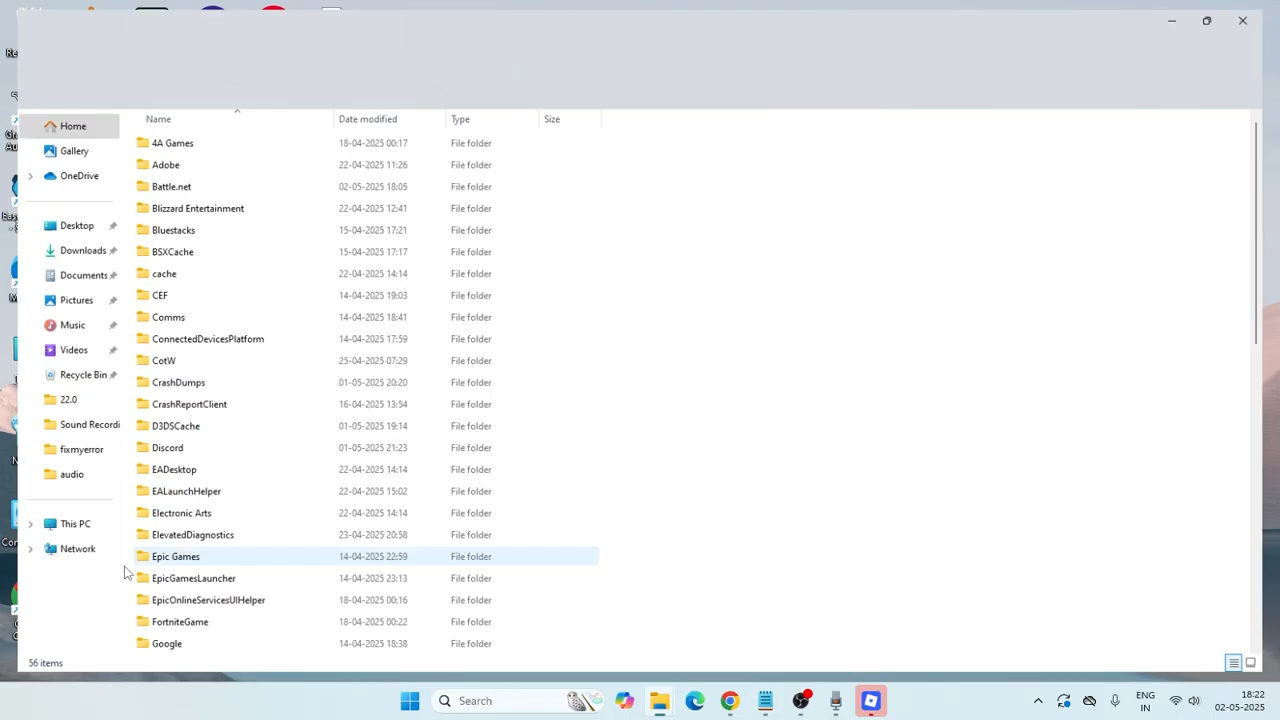 Name Date modified Type Size
Home
Gallery
OneDrive
Desktop
Downloads
Documents
Pictures
Music
Videos
Recycle Bin
22.0
Sound Recordi
fixmyerror
audio
This PC
Network
4A Games 18-04-2025 00:17 File folder
Adobe 22-04-2025 11:26 File folder
Battle.net 02-05-2025 18:05 File folder
Blizzard Entertainment 22-04-2025 12:41 File folder
Bluestacks 15-04-2025 17:21 File folder
BSXCache 15-04-2025 17:17 File folder
cache 22-04-2025 14:14 File folder
CEF 14-04-2025 19:03 File folder
Comms 14-04-2025 18:41 File folder
ConnectedDevicesPlatform 14-04-2025 17:59 File folder
CotW 25-04-2025 07:29 File folder
CrashDumps 01-05-2025 20:20 File folder
CrashReportClient 16-04-2025 13:54 File folder
D3DSCache 01-05-2025 19:14 File folder
Discord 01-05-2025 21:23 File folder
EADesktop 22-04-2025 14:14 File folder
EALaunchHelper 22-04-2025 15:02 File folder
Electronic Arts 22-04-2025 14:14 File folder
ElevatedDiagnostics 23-04-2025 20:58 File folder
Epic Games 14-04-2025 22:59 File folder
EpicGamesLauncher 14-04-2025 23:13 File folder
EpicOnlineServicesUIHelper 18-04-2025 00:16 File folder
FortniteGame 18-04-2025 00:22 File folder
Google 14-04-2025 18:38 File folder
56 items
Search
ENG
IN
18:22
02-05-2025